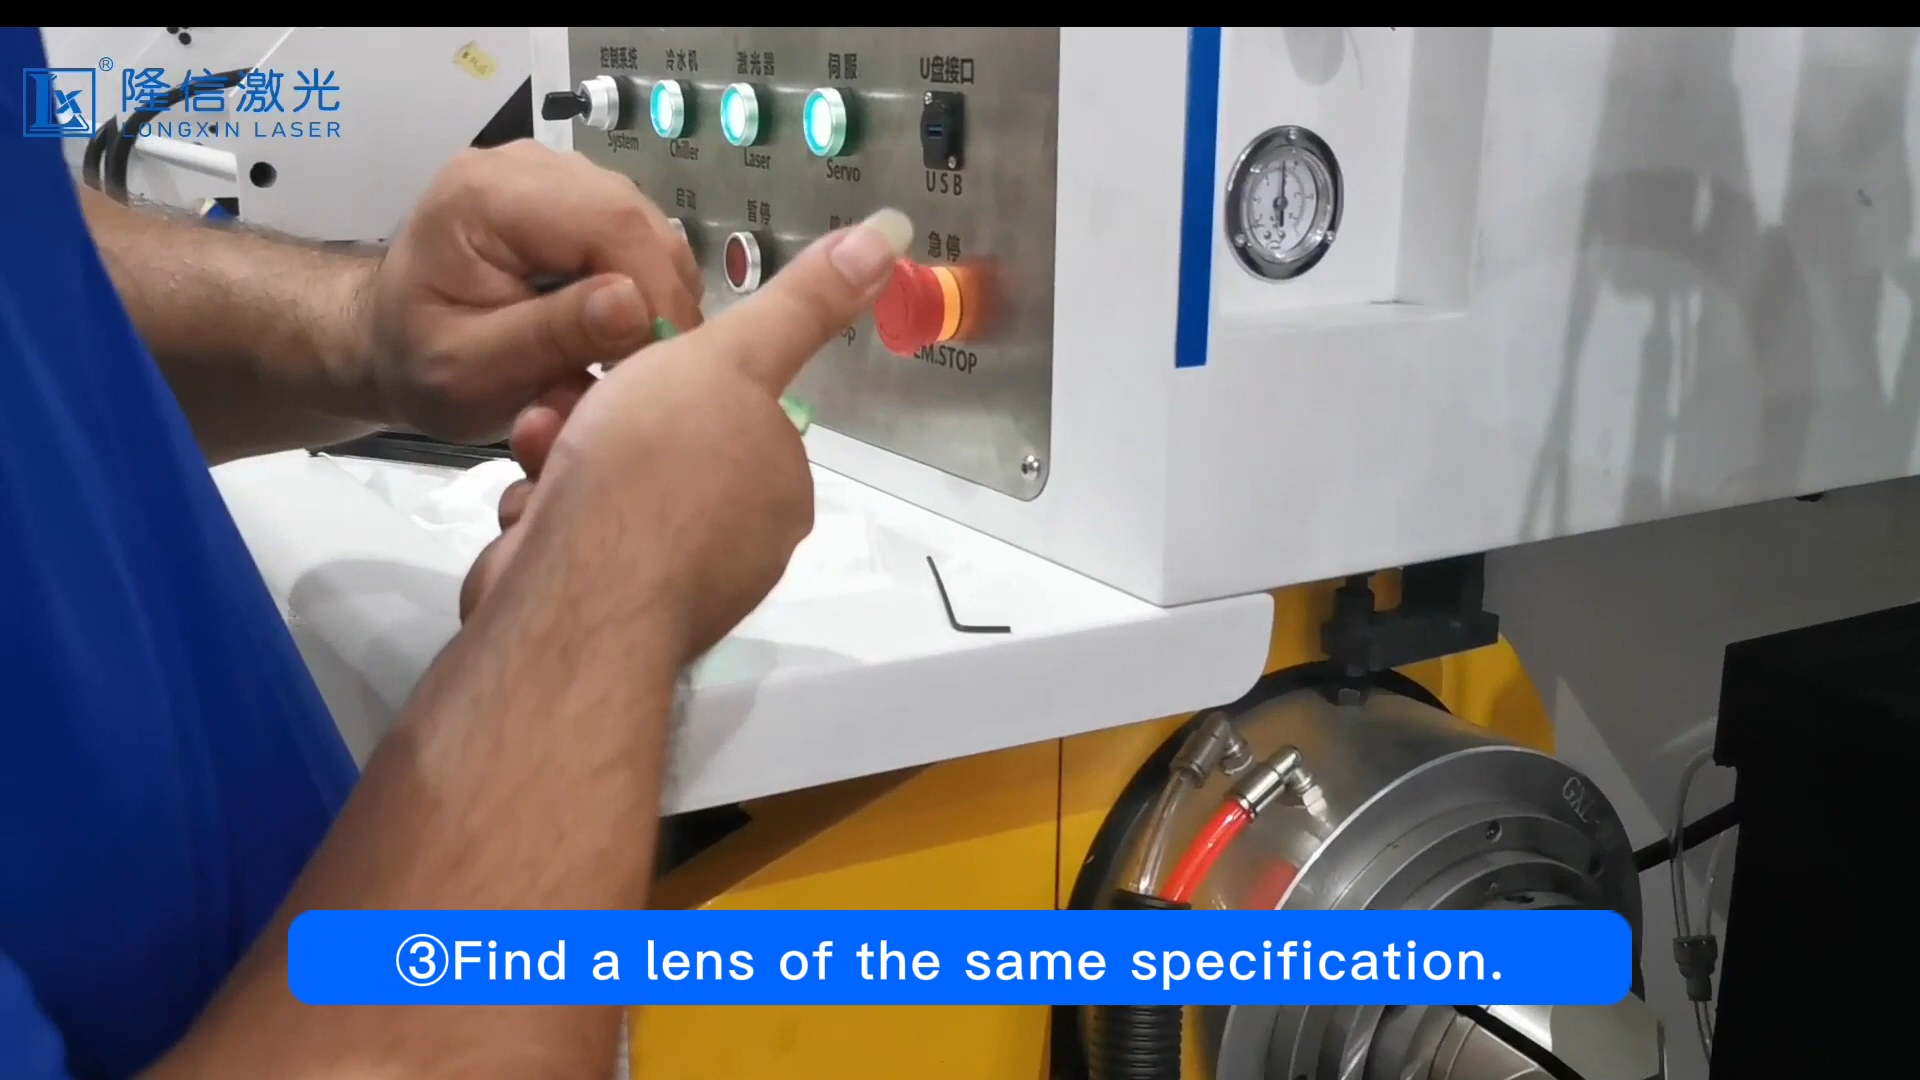 隆信激光
LONGXIN LASER
控制系统
冷水机
激光器
伺服
U盘接口
System
Chiller
Laser
Servo
USB
启动
暂停
急停
EM.STOP
③Find a lens of the same specification.